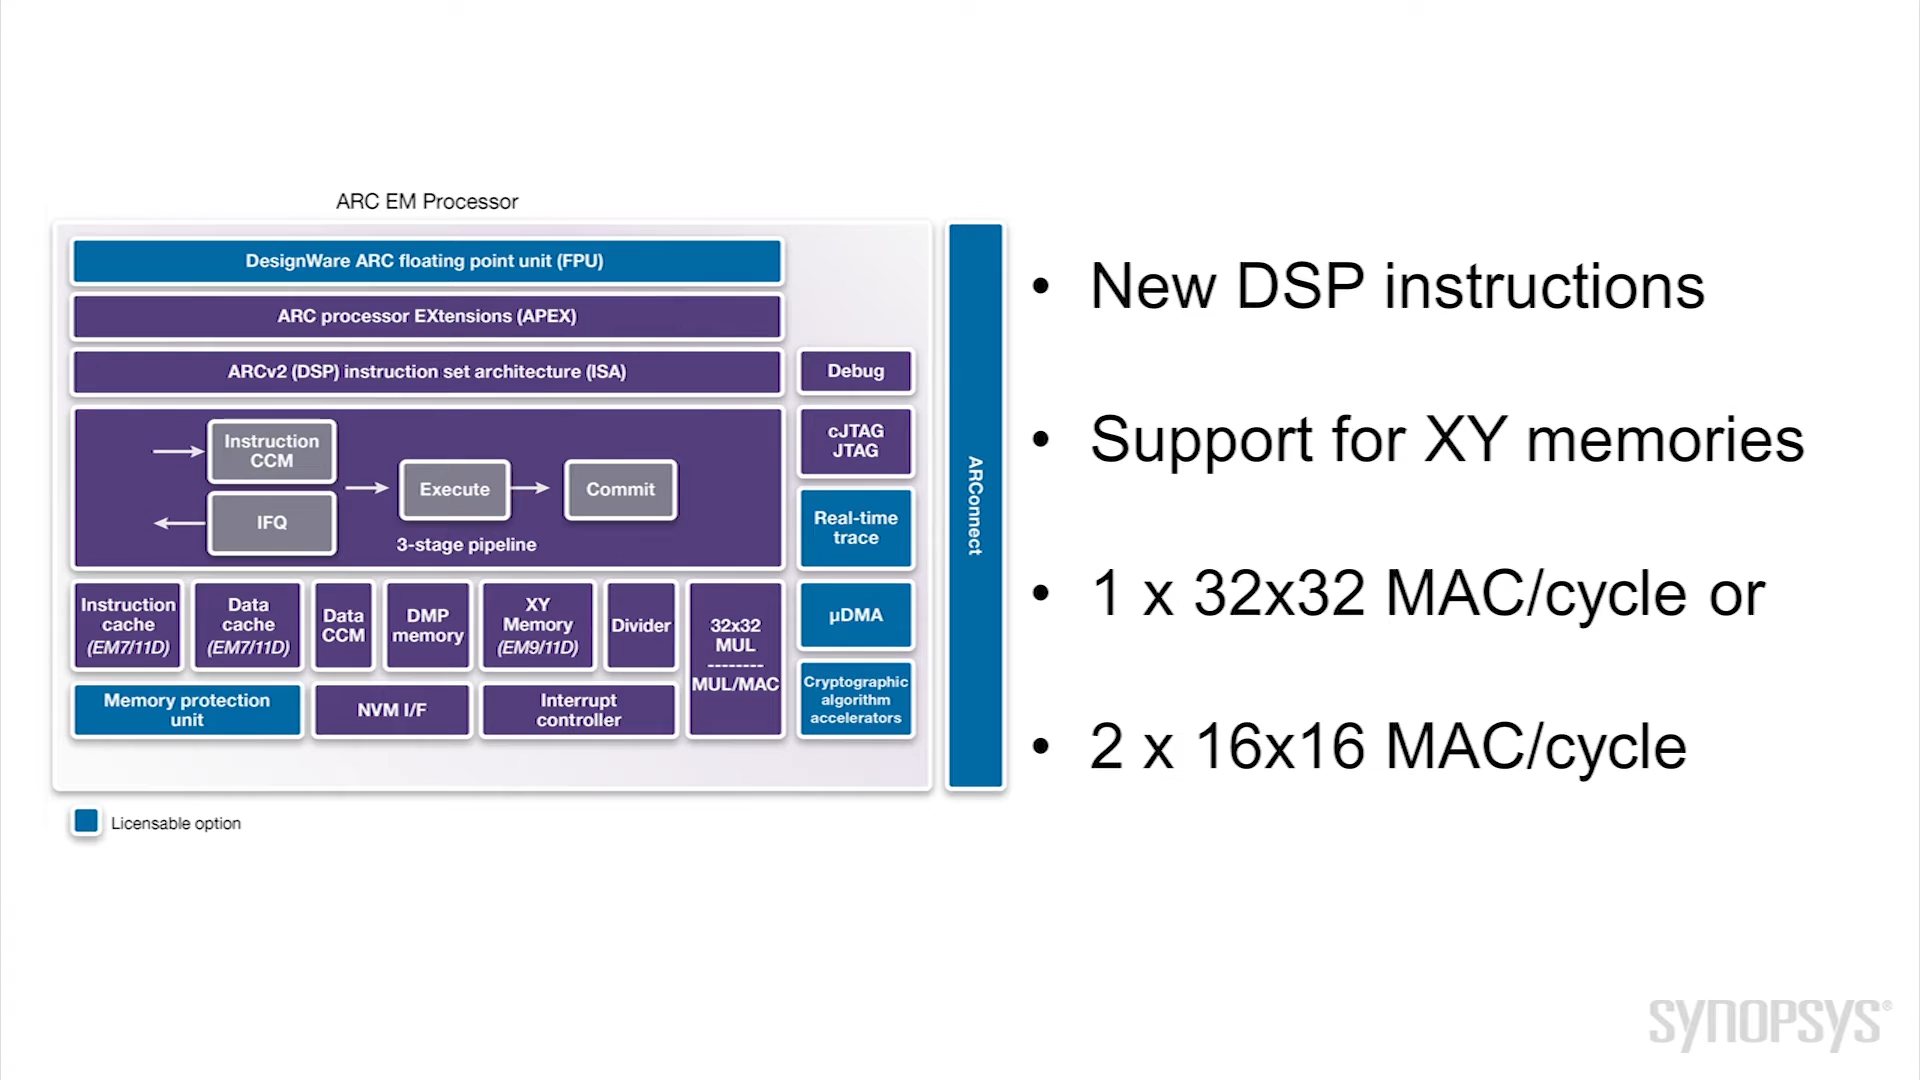 ARC EM Processor
DesignWare ARC floating point unit (FPU)
ARC processor EXtensions (APEX)
ARCv2 (DSP) instruction set architecture (ISA)
Debug
Instruction
CCM
IFQ
Execute
Commit
3-stage pipeline
cJTAG
JTAG
Real-time
trace
Instruction
cache
(EM7/11D)
Data
cache
(EM7/11D)
Data
CCM
DMP
memory
XY
Memory
(EM9/11D)
Divider
32x32
MUL
--------
MUL/MAC
µDMA
Memory protection
unit
NVM I/F
Interrupt
controller
Cryptographic
algorithm
accelerators
ARConnect
Licensable option
• New DSP instructions
• Support for XY memories
• 1 x 32x32 MAC/cycle or
• 2 x 16x16 MAC/cycle
SYNOPSYS®